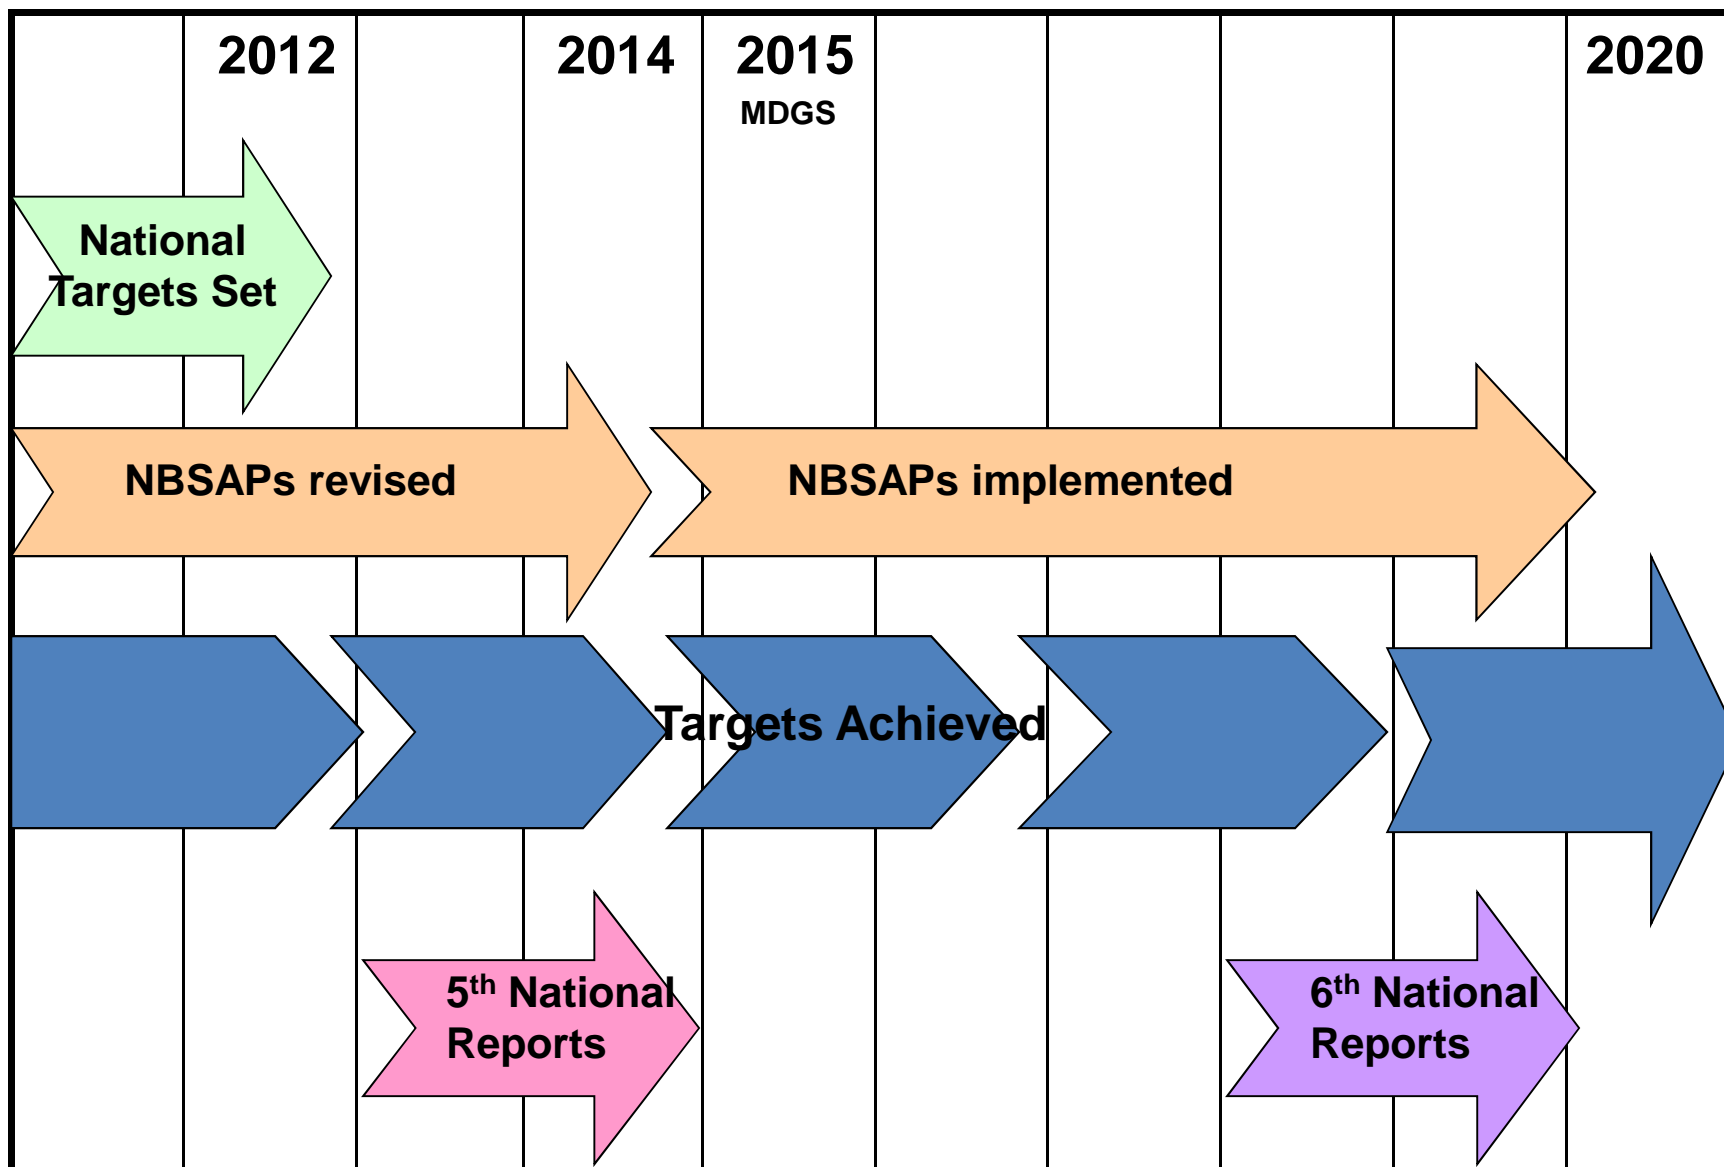 2012 2014 2015 2020
MDGS
National
Targets Set
NBSAPs revised
NBSAPs implemented
Targets Achieved
5th National
Reports
6th National
Reports